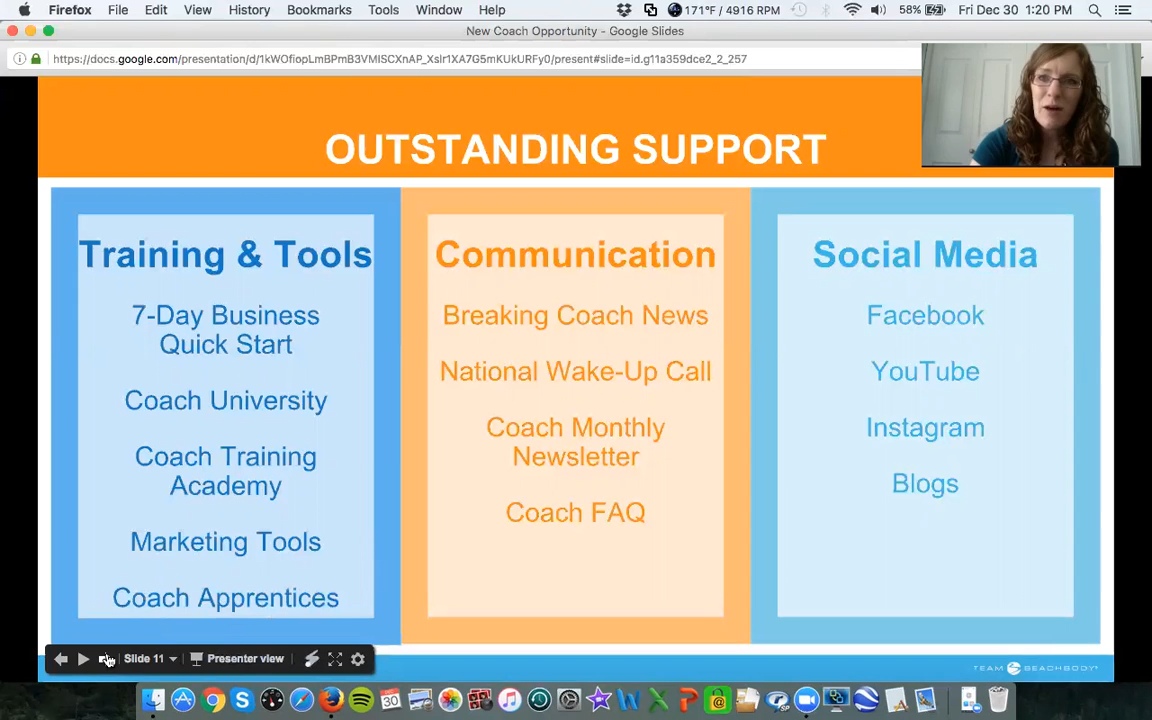 Firefox File Edit View History Bookmarks Tools Window Help 171°F / 4916 RPM 58% Fri Dec 30 1:20 PM
New Coach Opportunity - Google Slides
https://docs.google.com/presentation/d/1kWOfiopLmBPmB3VMISCXnAP_Xslr1XA7G5mKUkURFy0/present#slide=id.g11a359dce2_2_257
OUTSTANDING SUPPORT
Training & Tools
7-Day Business
Quick Start
Coach University
Coach Training
Academy
Marketing Tools
Coach Apprentices
Communication
Breaking Coach News
National Wake-Up Call
Coach Monthly
Newsletter
Coach FAQ
Social Media
Facebook
YouTube
Instagram
Blogs
Slide 11 Presenter view
TEAM BEACHBODY
30